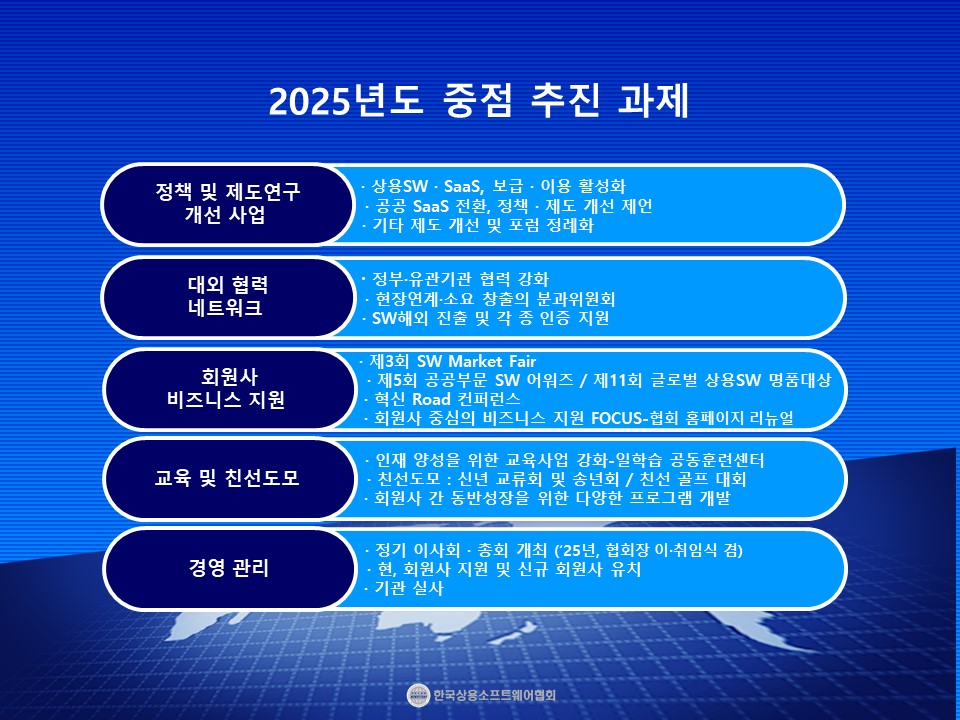 2025년도 중점 추진 과제
정책 및 제도연구
개선 사업
· 상용SW · SaaS, 보급 · 이용 활성화
· 공공 SaaS 전환, 정책 · 제도 개선 제언
· 기타 제도 개선 및 포럼 정례화
대외 협력
네트워크
· 정부·유관기관 협력 강화
· 현장연계·소요 창출의 분과위원회
· SW해외 진출 및 각 종 인증 지원
회원사
비즈니스 지원
· 제3회 SW Market Fair
· 제5회 공공부문 SW 어워즈 / 제11회 글로벌 상용SW 명품대상
· 혁신 Road 컨퍼런스
· 회원사 중심의 비즈니스 지원 FOCUS-협회 홈페이지 리뉴얼
교육 및 친선도모
· 인재 양성을 위한 교육사업 강화-일학습 공동훈련센터
· 친선도모 : 신년 교류회 및 송년회 / 친선 골프 대회
· 회원사 간 동반성장을 위한 다양한 프로그램 개발
경영 관리
· 정기 이사회 · 총회 개최 (‘25년, 협회장 이·취임식 겸)
· 현, 회원사 지원 및 신규 회원사 유치
· 기관 실사
한국상용소프트웨어협회